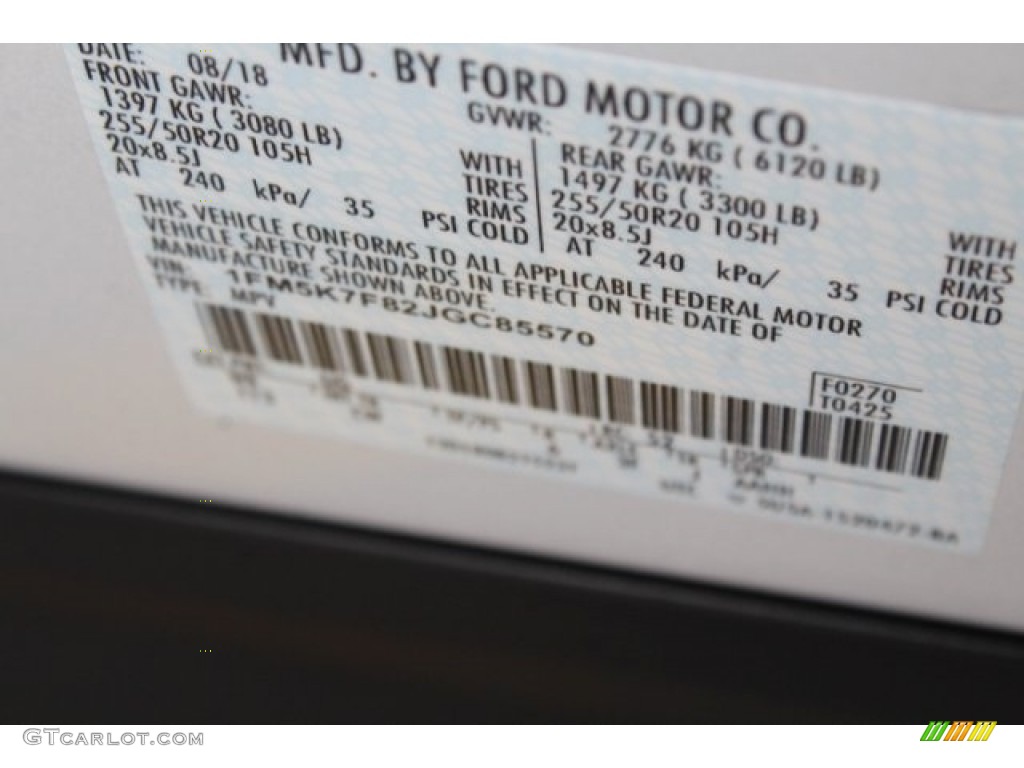 DATE: 08/18
MFD. BY FORD MOTOR CO.
FRONT GAWR:
1397 KG ( 3080 LB)
255/50R20 105H
20x8.5J
AT 240 kPa/ 35 PSI COLD
WITH
TIRES
RIMS
GVWR: 2776 KG ( 6120 LB)
REAR GAWR:
1497 KG ( 3300 LB)
255/50R20 105H
20x8.5J
AT 240 kPa/ 35 PSI COLD
WITH
TIRES
RIMS
THIS VEHICLE CONFORMS TO ALL APPLICABLE FEDERAL MOTOR
VEHICLE SAFETY STANDARDS IN EFFECT ON THE DATE OF
MANUFACTURE SHOWN ABOVE.
VIN: 1FM5K7F82JGC85570
TYPE: MPV
F0270
T0425
GTCARLOT.COM